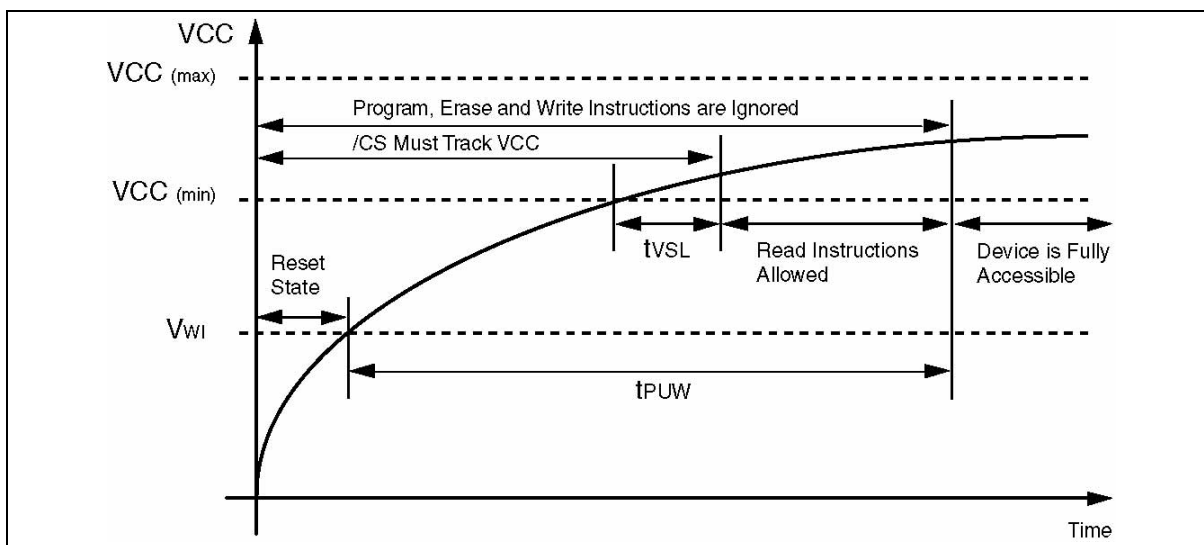 VCC
VCC (max)
Program, Erase and Write Instructions are Ignored
/CS Must Track VCC
VCC (min)
tVSL
Read Instructions
Allowed
Device is Fully
Accessible
Reset
State
VWI
tPUW
Time